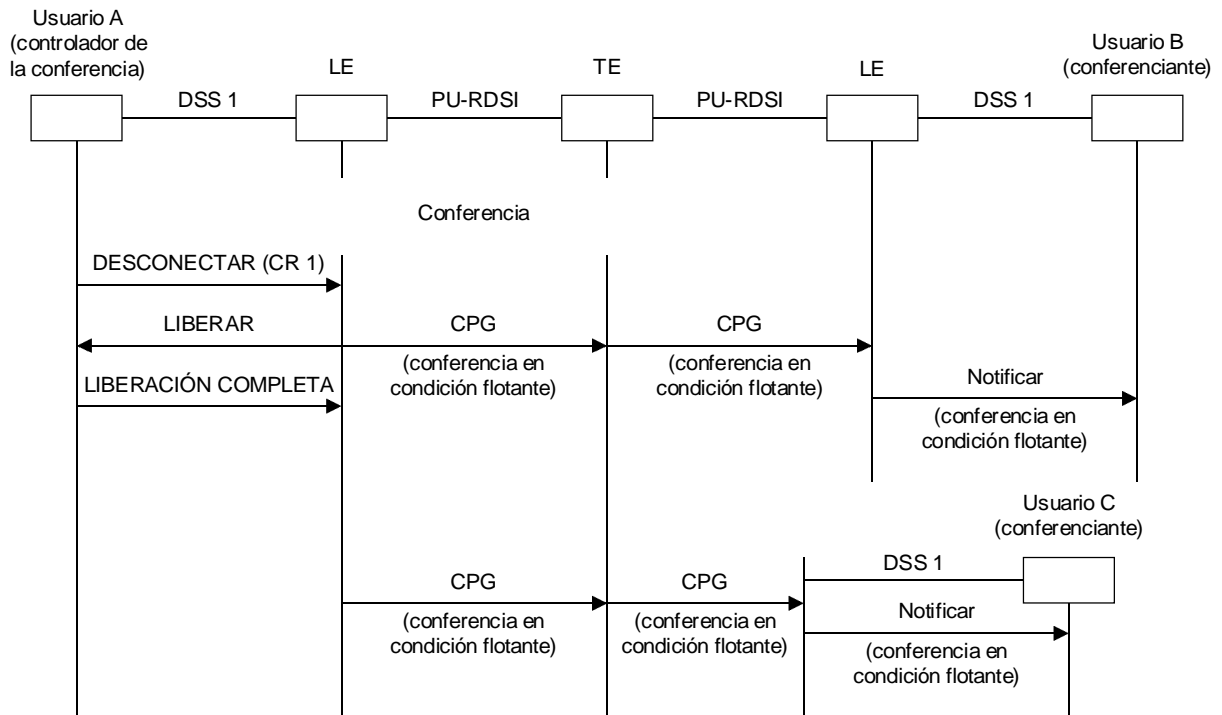 Usuario A
(controlador de
la conferencia)
LE
TE
LE
Usuario B
(conferenciante)
DSS 1
PU-RDSI
PU-RDSI
DSS 1
Conferencia
DESCONECTAR (CR 1)
LIBERAR
CPG
CPG
(conferencia en
condición flotante)
(conferencia en
condición flotante)
LIBERACIÓN COMPLETA
Notificar
(conferencia en
condición flotante)
Usuario C
(conferenciante)
DSS 1
CPG
CPG
(conferencia en
condición flotante)
(conferencia en
condición flotante)
Notificar
(conferencia en
condición flotante)